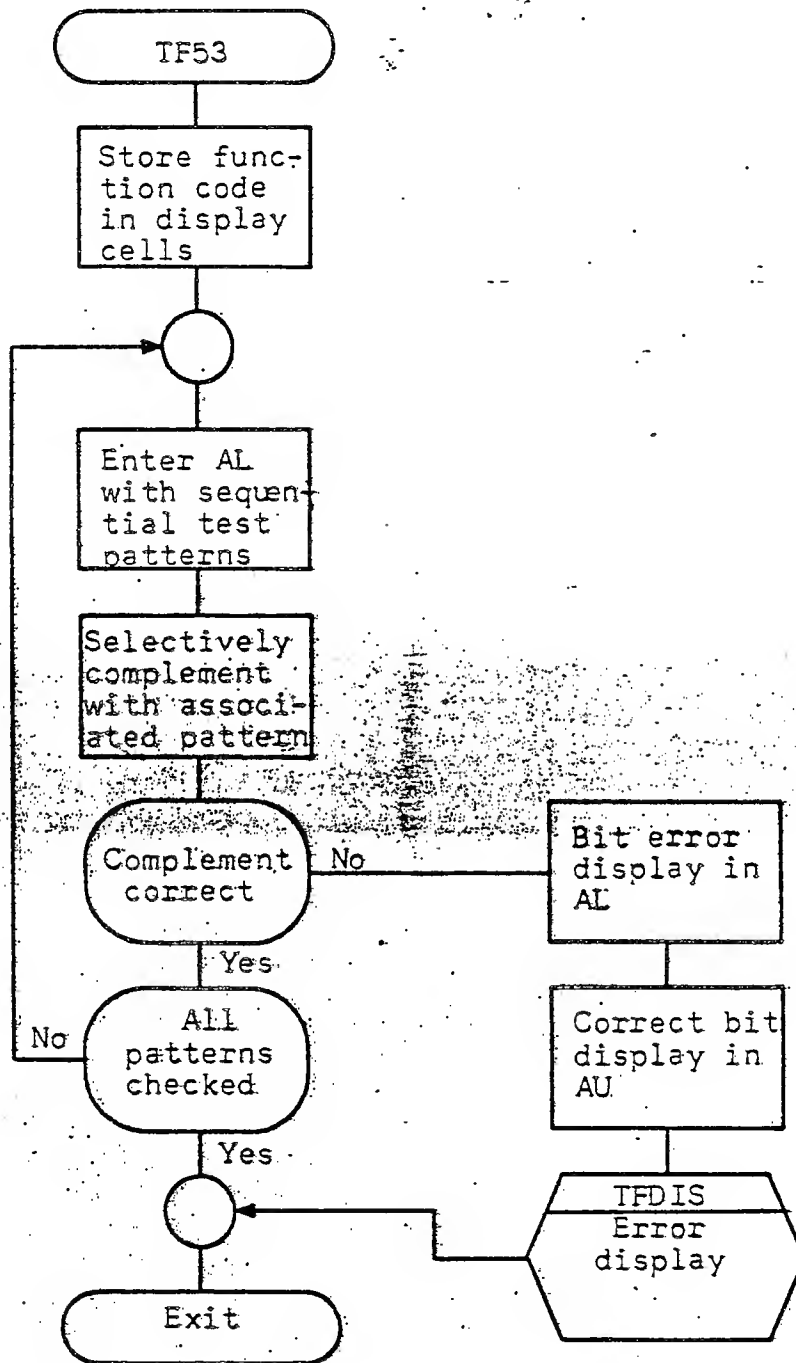 TF53
Store func-
tion code
in display
cells
Enter AL
with sequen-
tial test
patterns
Selectively
complement
with associ-
ated pattern
Complement
correct
No
Yes
Bit error
display in
AL
Correct bit
display in
AU
All
patterns
checked
No
Yes
TFDIS
Error
display
Exit